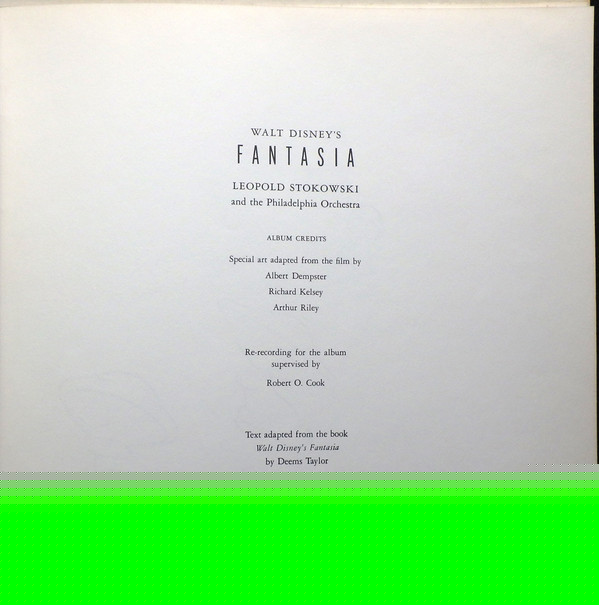 WALT DISNEY'S
FANTASIA
LEOPOLD STOKOWSKI
and the Philadelphia Orchestra
ALBUM CREDITS
Special art adapted from the film by
Albert Dempster
Richard Kelsey
Arthur Riley
Re-recording for the album
supervised by
Robert O. Cook
Text adapted from the book
Walt Disney's Fantasia
by Deems Taylor